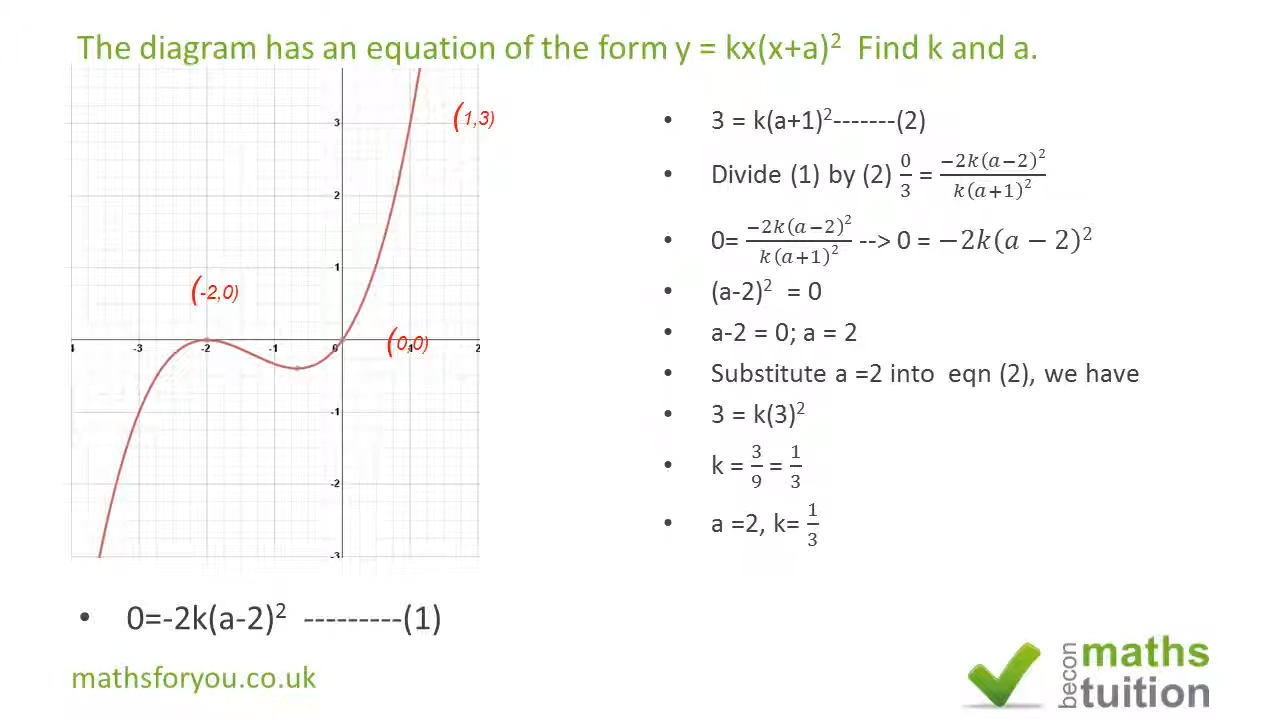 The diagram has an equation of the form y = kx(x+a)² Find k and a.
3
(1,3)
2
1
(-2,0)
(0,0)
4 -3 -2 -1 0 1 2
-1
-2
-3
• 0=-2k(a-2)² ---------(1)
• 3 = k(a+1)²-------(2)
• Divide (1) by (2) 0/3 = −2k(a−2)²/k(a+1)²
• 0= −2k(a−2)²/k(a+1)² --> 0 = −2k(a − 2)²
• (a-2)² = 0
• a-2 = 0; a = 2
• Substitute a =2 into eqn (2), we have
• 3 = k(3)²
• k = 3/9 = 1/3
• a =2, k= 1/3
mathsforyou.co.uk
becon
maths
tuition